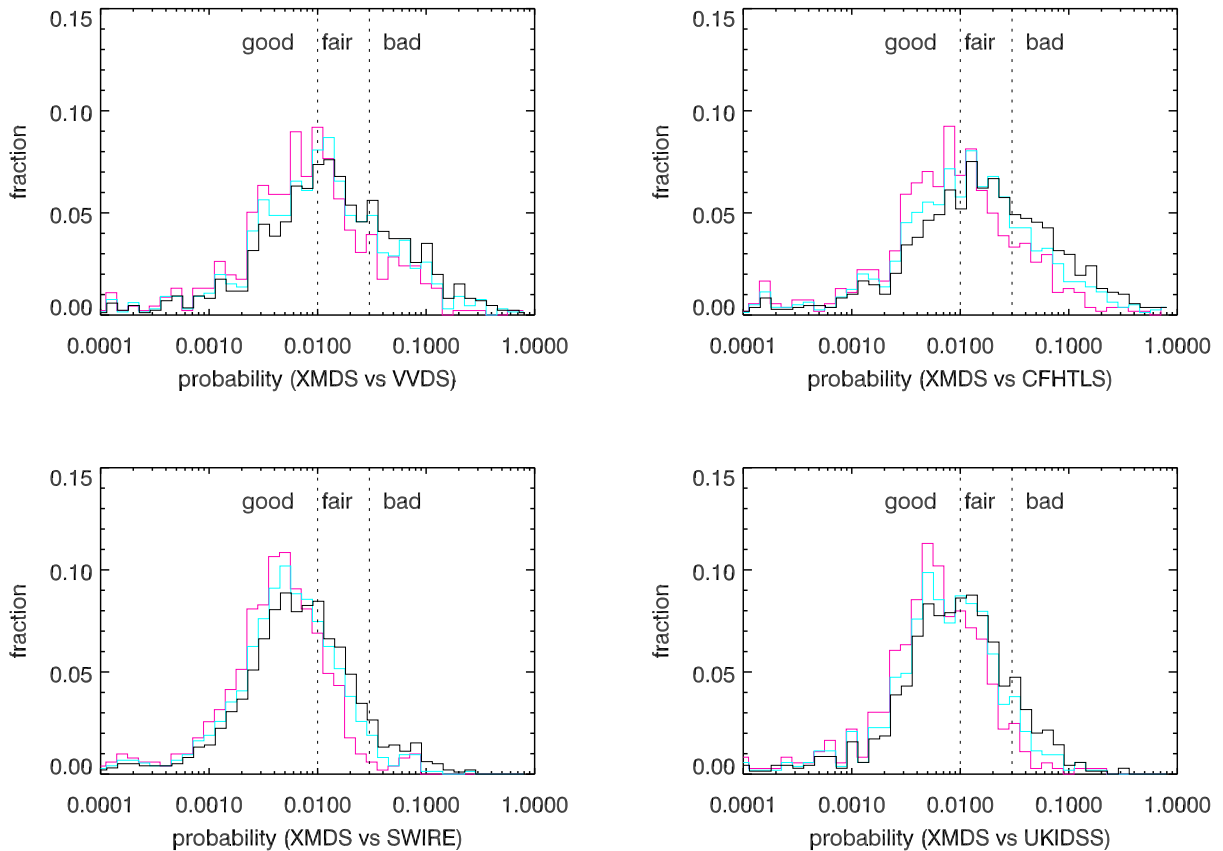 0.15
good fair bad
0.10
fraction
0.05
0.00
0.0001 0.0010 0.0100 0.1000 1.0000
probability (XMDS vs VVDS)
0.15
good fair bad
0.10
fraction
0.05
0.00
0.0001 0.0010 0.0100 0.1000 1.0000
probability (XMDS vs CFHTLS)
0.15
good fair bad
0.10
fraction
0.05
0.00
0.0001 0.0010 0.0100 0.1000 1.0000
probability (XMDS vs SWIRE)
0.15
good fair bad
0.10
fraction
0.05
0.00
0.0001 0.0010 0.0100 0.1000 1.0000
probability (XMDS vs UKIDSS)